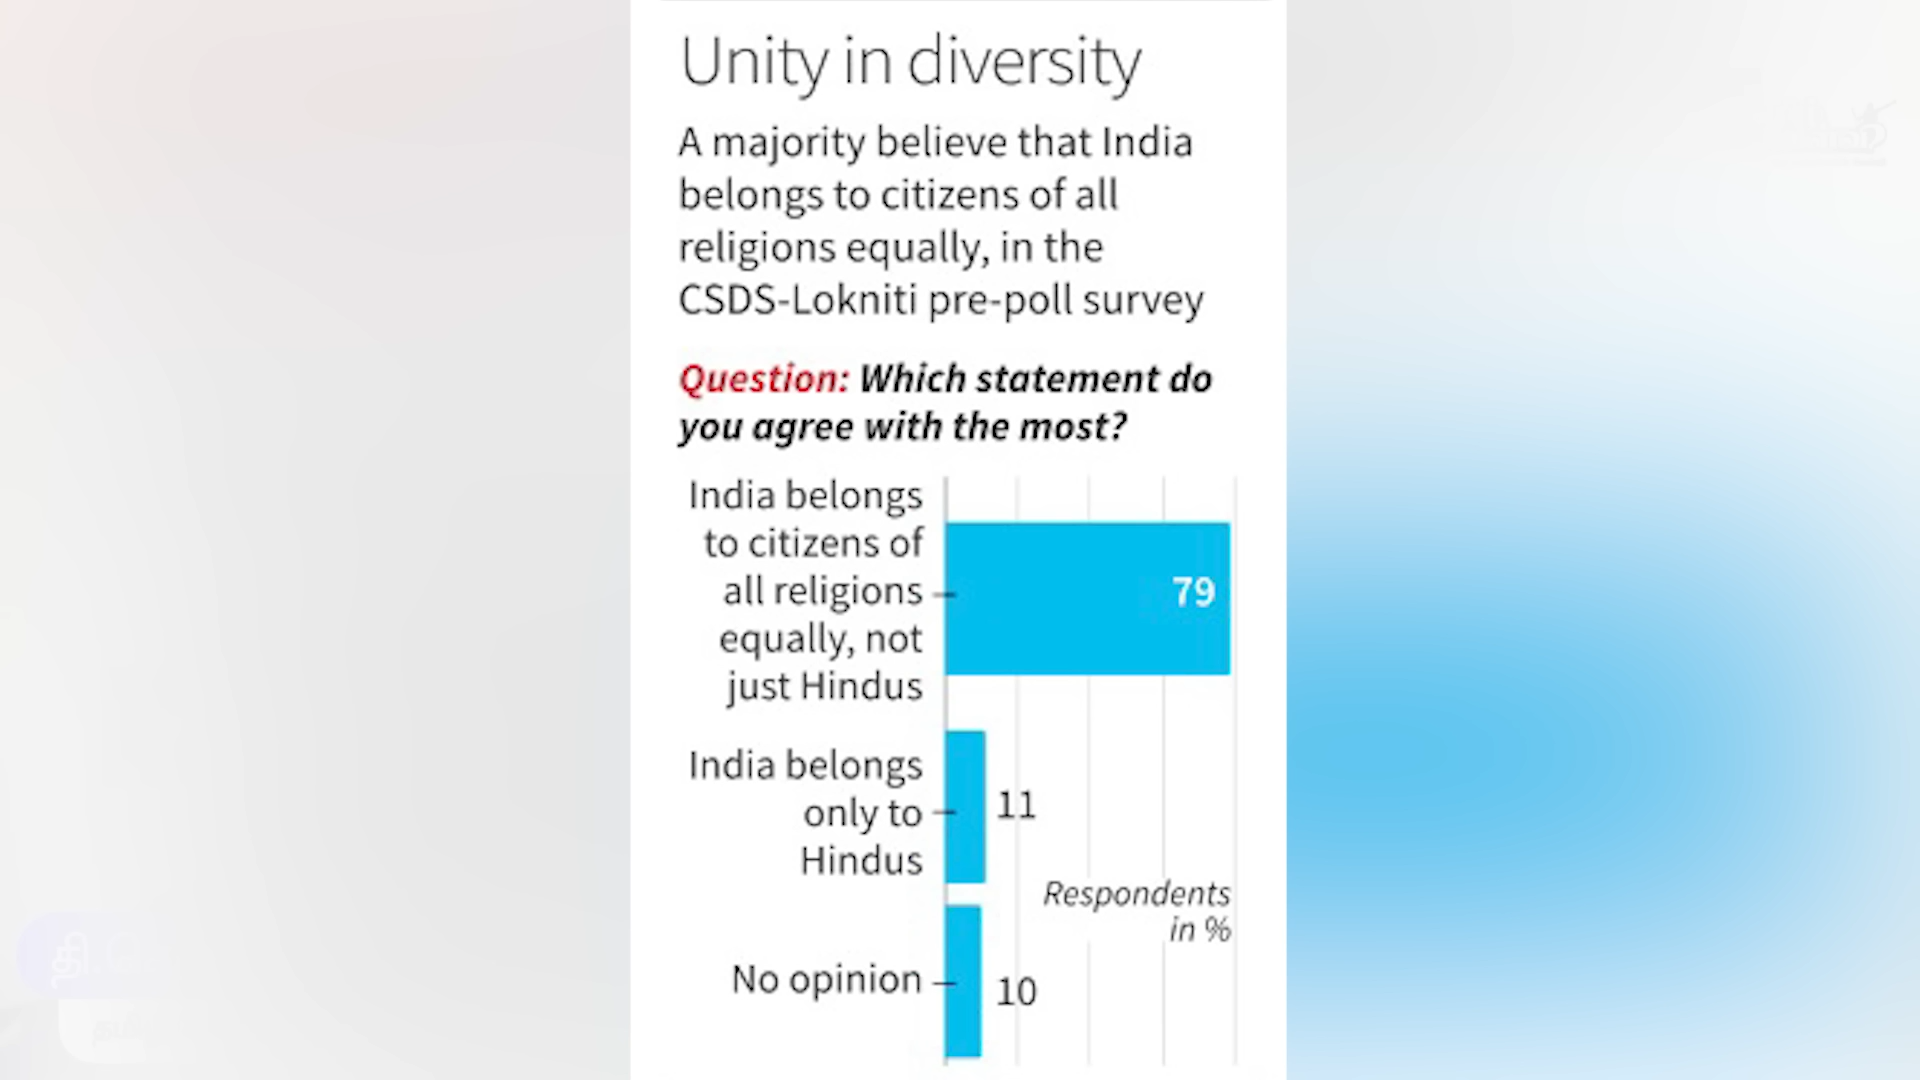 Unity in diversity
A majority believe that India
belongs to citizens of all
religions equally, in the
CSDS-Lokniti pre-poll survey
Question: Which statement do
you agree with the most?
India belongs
to citizens of
all religions
equally, not
just Hindus
79
India belongs
only to
Hindus
11
Respondents
in %
No opinion
10